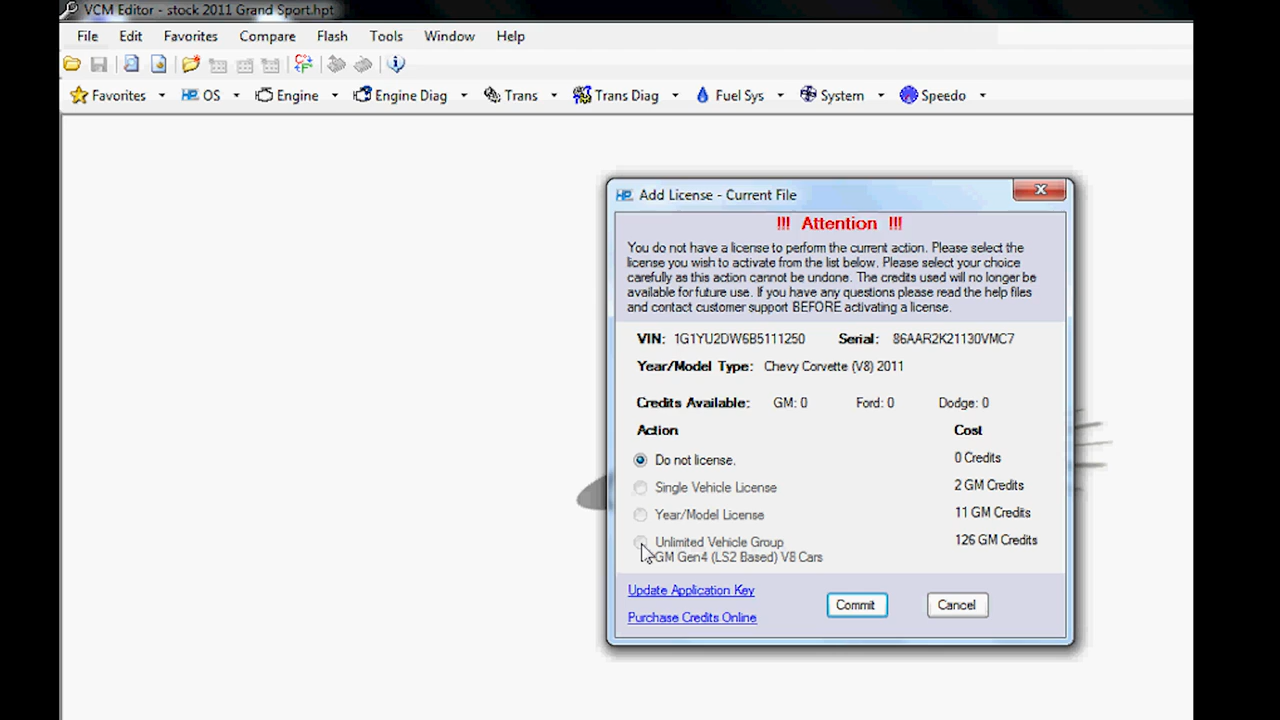 VCM Editor - stock 2011 Grand Sport.hpt
File Edit Favorites Compare Flash Tools Window Help
Favorites OS Engine Engine Diag Trans Trans Diag Fuel Sys System Speedo
Add License - Current File
!!! Attention !!!
You do not have a license to perform the current action. Please select the
license you wish to activate from the list below. Please select your choice
carefully as this action cannot be undone. The credits used will no longer be
available for future use. If you have any questions please read the help files
and contact customer support BEFORE activating a license.
VIN: 1G1YU2DW6B5111250 Serial: 86AAR2K21130VMC7
Year/Model Type: Chevy Corvette (V8) 2011
Credits Available: GM: 0 Ford: 0 Dodge: 0
Action Cost
Do not license. 0 Credits
Single Vehicle License 2 GM Credits
Year/Model License 11 GM Credits
Unlimited Vehicle Group 126 GM Credits
GM Gen4 (LS2 Based) V8 Cars
Update Application Key
Commit Cancel
Purchase Credits Online